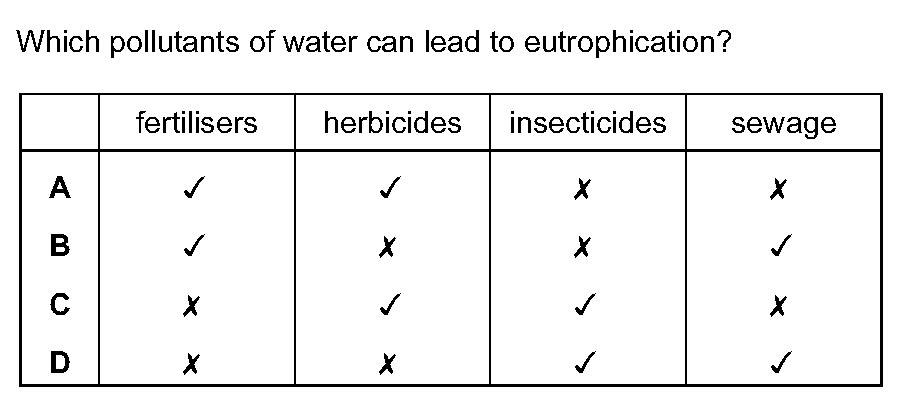 Which pollutants of water can lead to eutrophication?
fertilisers herbicides insecticides sewage
A ✓ ✓ ✗ ✗
B ✓ ✗ ✗ ✓
C ✗ ✓ ✓ ✗
D ✗ ✗ ✓ ✓